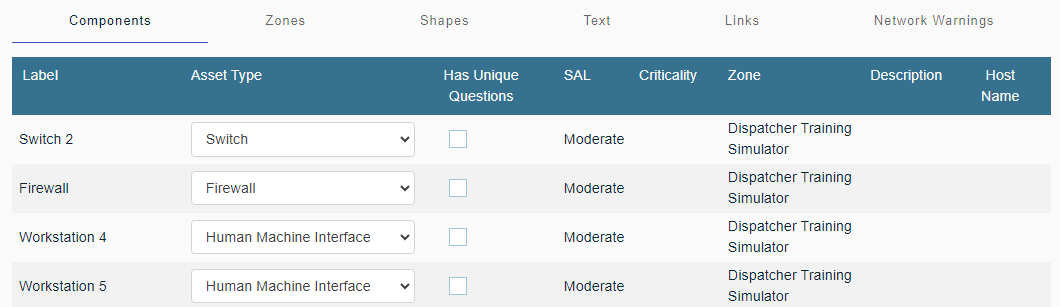 Components Zones Shapes Text Links Network Warnings
Label Asset Type Has Unique Questions SAL Criticality Zone Description Host Name
Switch 2 Switch Moderate Dispatcher Training Simulator
Firewall Firewall Moderate Dispatcher Training Simulator
Workstation 4 Human Machine Interface Moderate Dispatcher Training Simulator
Workstation 5 Human Machine Interface Moderate Dispatcher Training Simulator